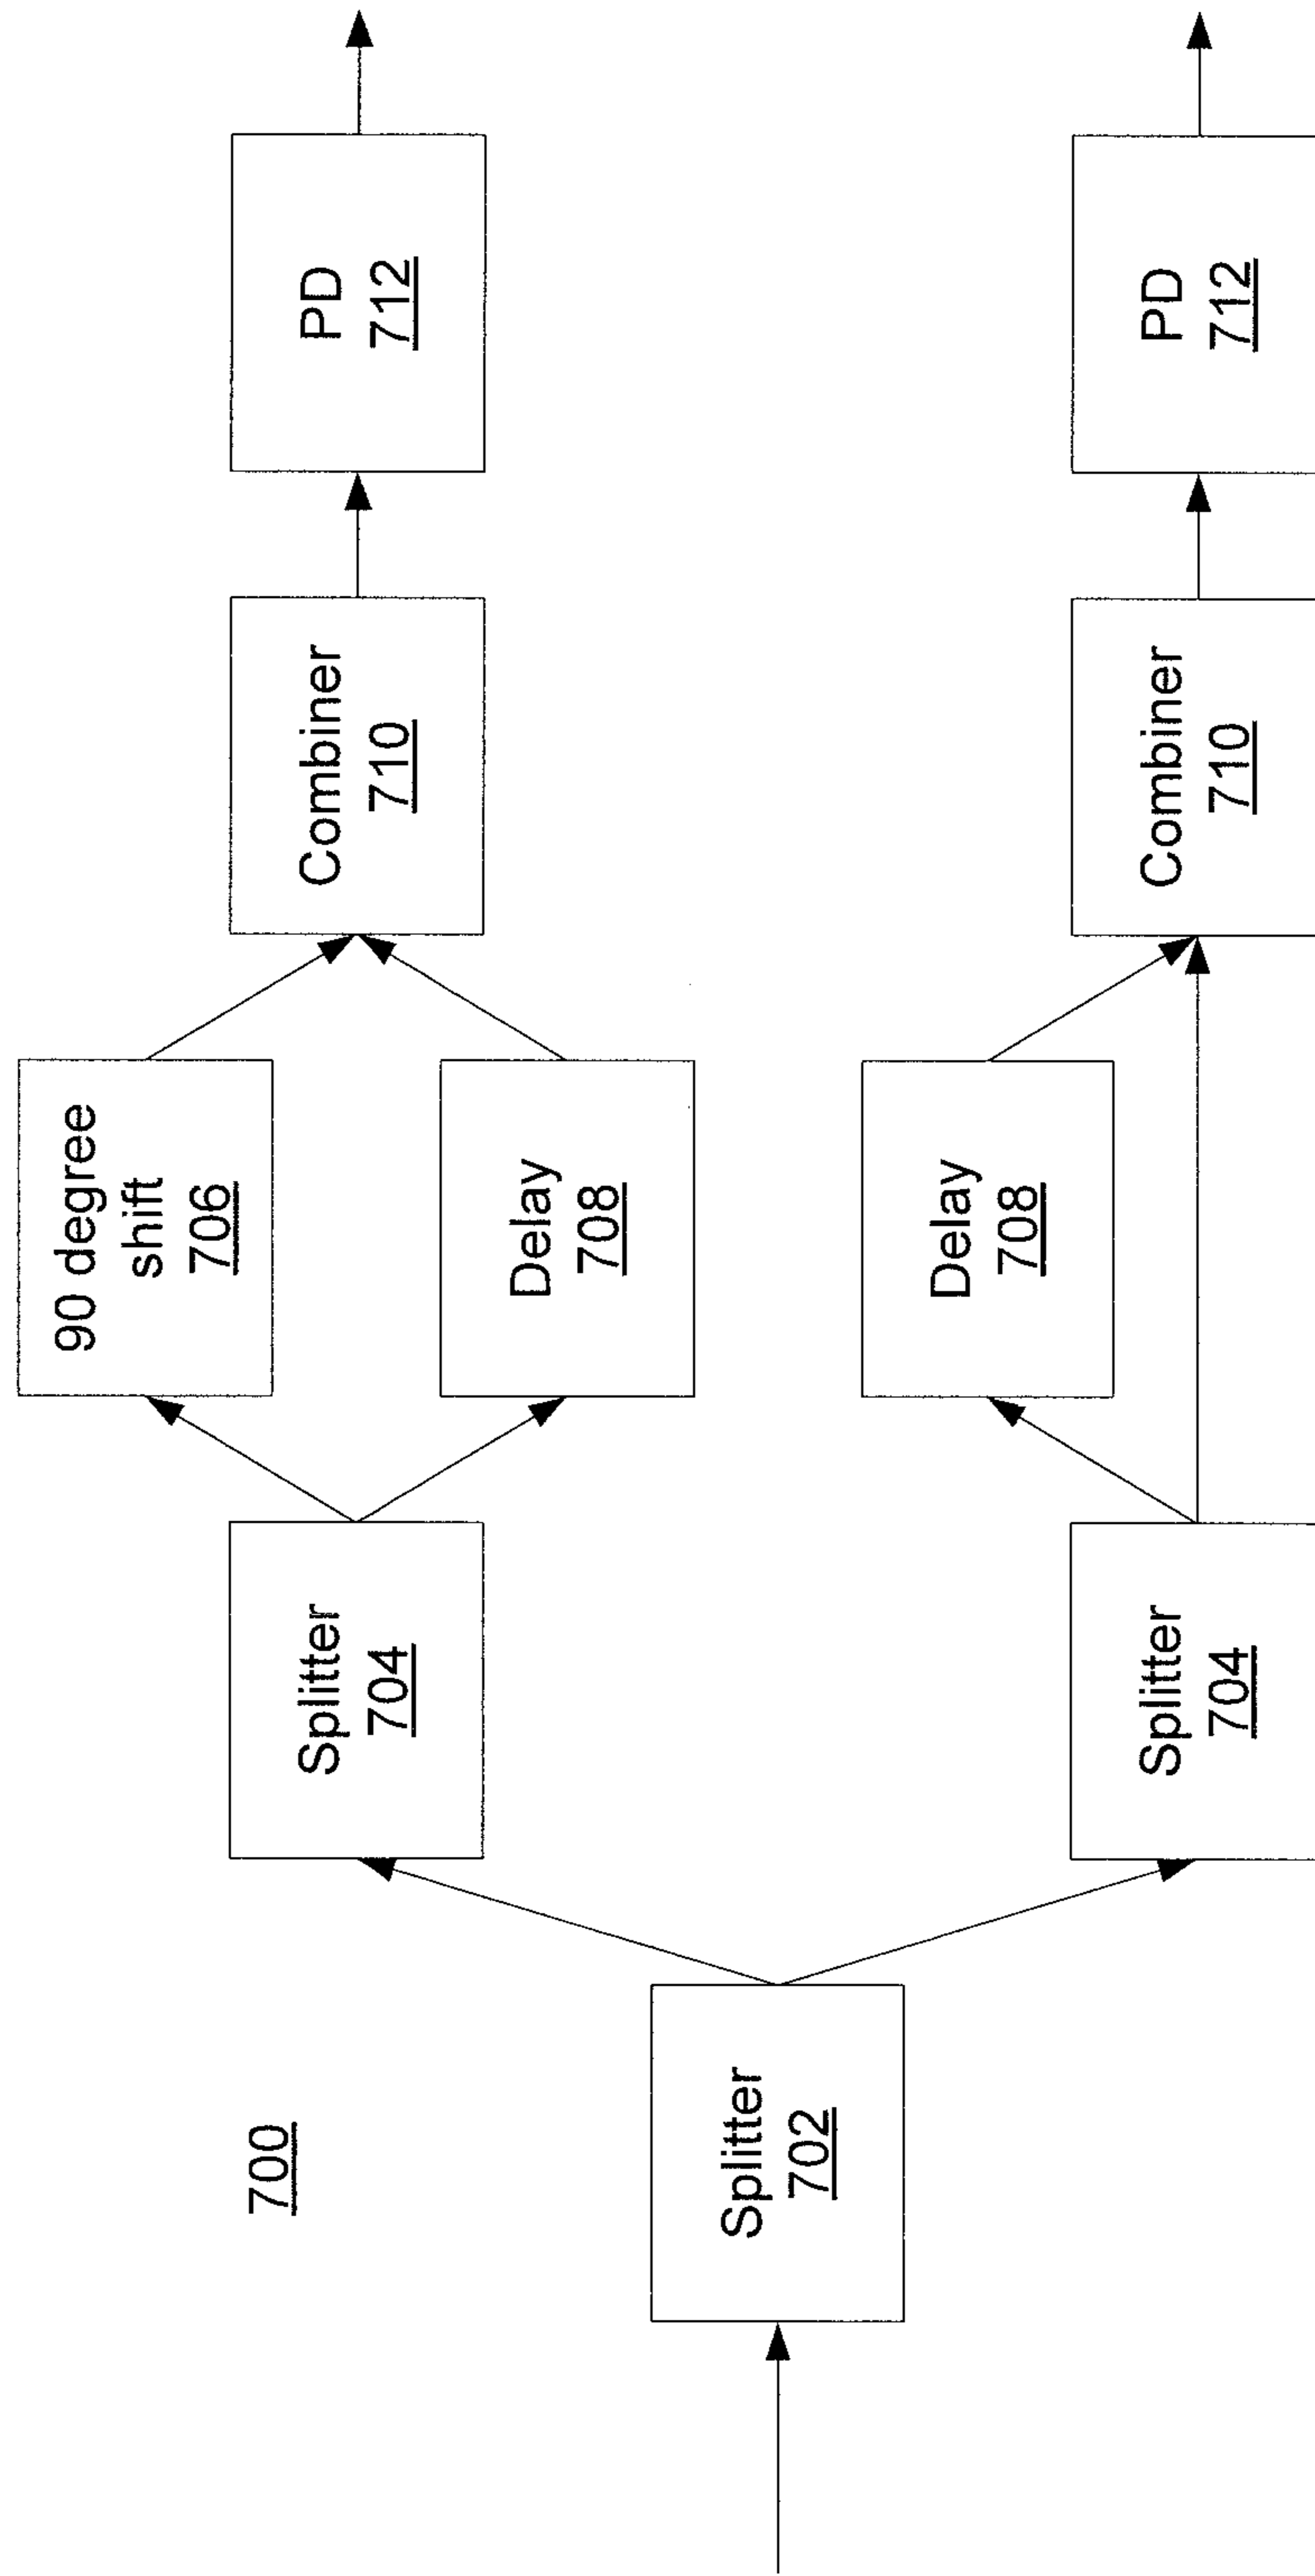 700
Splitter
702
Splitter
704
Splitter
704
90 degree
shift
706
Delay
708
Delay
708
Combiner
710
Combiner
710
PD
712
PD
712